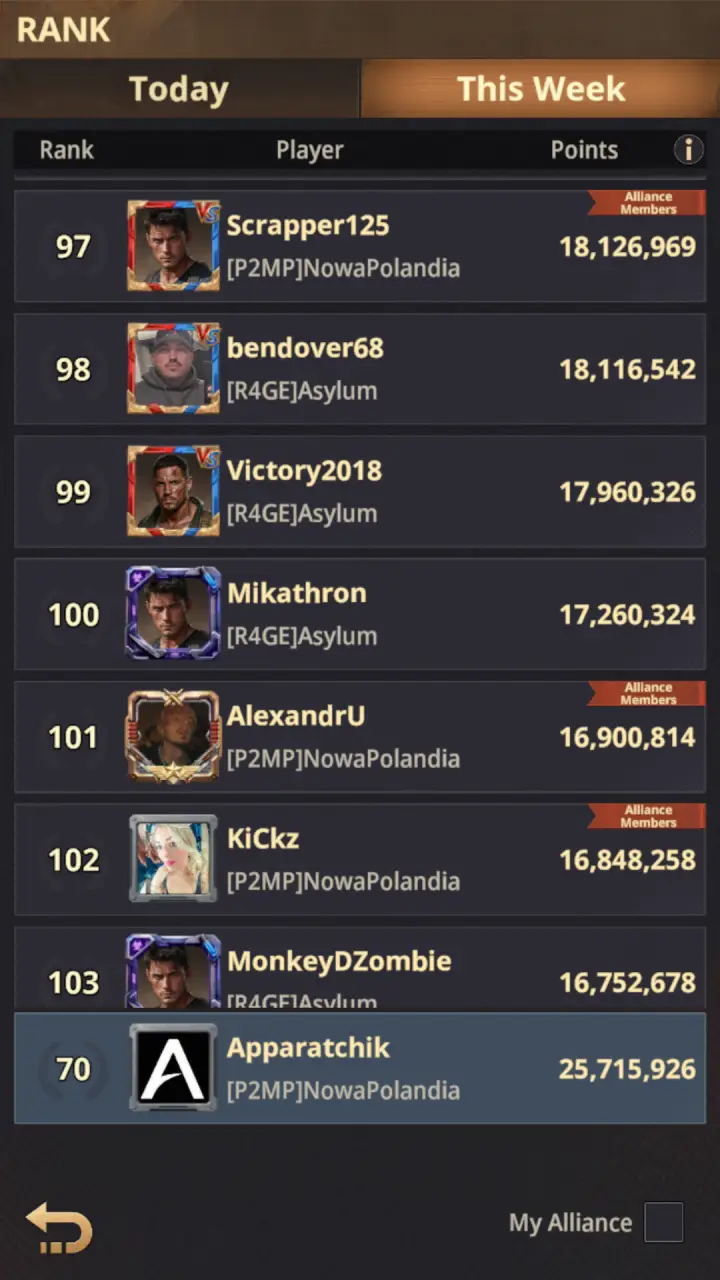 RANK
Today
This Week
Rank
Player
Points
97
Scrapper125
[P2MP]NowaPolandia
Alliance
Members
18,126,969
98
bendover68
[R4GE]Asylum
18,116,542
99
Victory2018
[R4GE]Asylum
17,960,326
100
Mikathron
[R4GE]Asylum
17,260,324
101
AlexandrU
[P2MP]NowaPolandia
Alliance
Members
16,900,814
102
KiCkz
[P2MP]NowaPolandia
Alliance
Members
16,848,258
103
MonkeyDZombie
[R4GE]Asylum
16,752,678
70
Apparatchik
[P2MP]NowaPolandia
25,715,926
My Alliance